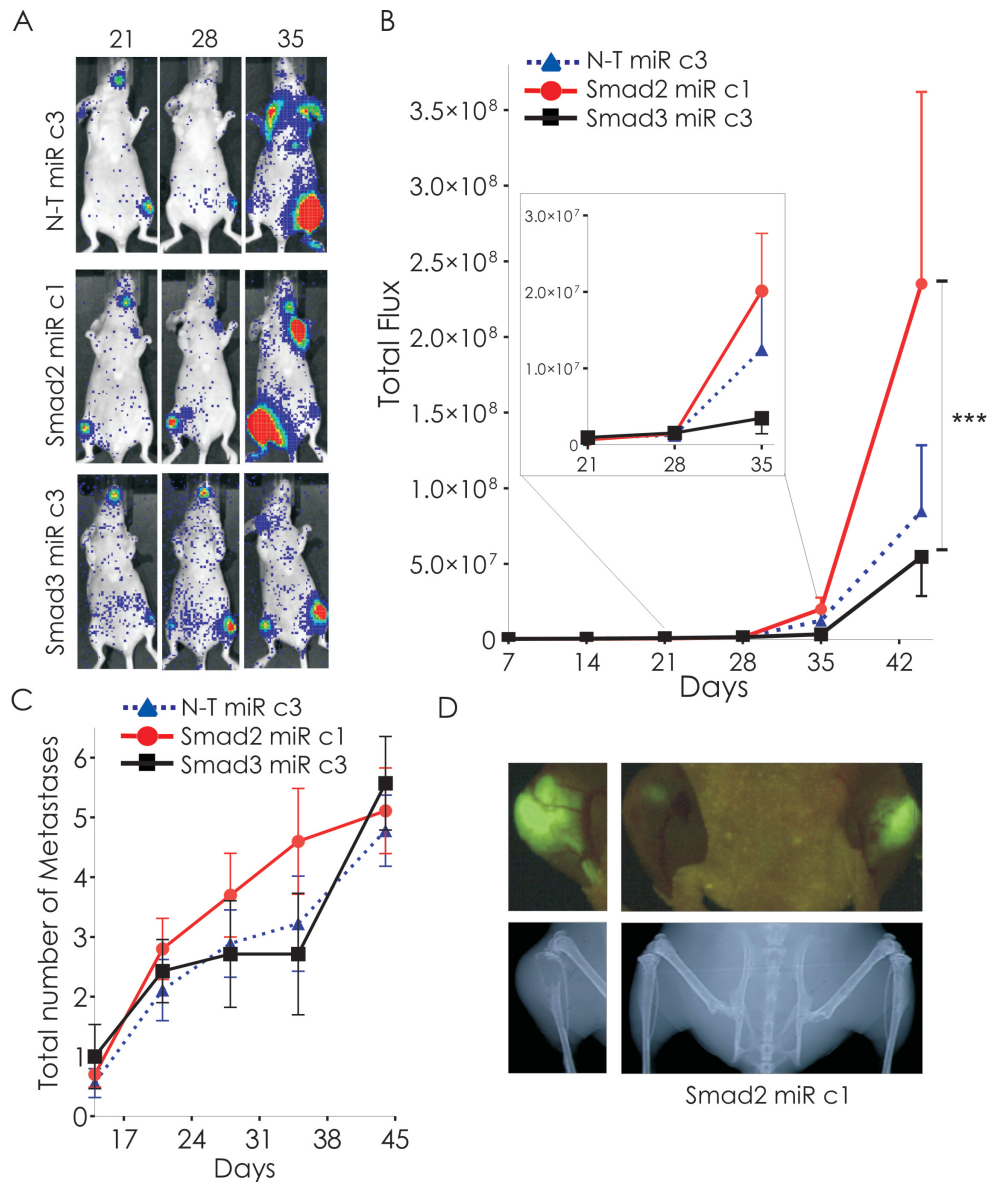 A
21 28 35
N-T miR c3
Smad2 miR c1
Smad3 miR c3
B
N-T miR c3
Smad2 miR c1
Smad3 miR c3
Total Flux
3.5×10⁸
3.0×10⁸
2.5×10⁸
2.0×10⁸
1.5×10⁸
1.0×10⁸
5.0×10⁷
0
7 14 21 28 35 42
Days
3.0×10⁷
2.0×10⁷
1.0×10⁷
0
21 28 35
***
C
N-T miR c3
Smad2 miR c1
Smad3 miR c3
Total number of Metastases
6
5
4
3
2
1
0
17 24 31 38 45
Days
D
Smad2 miR c1